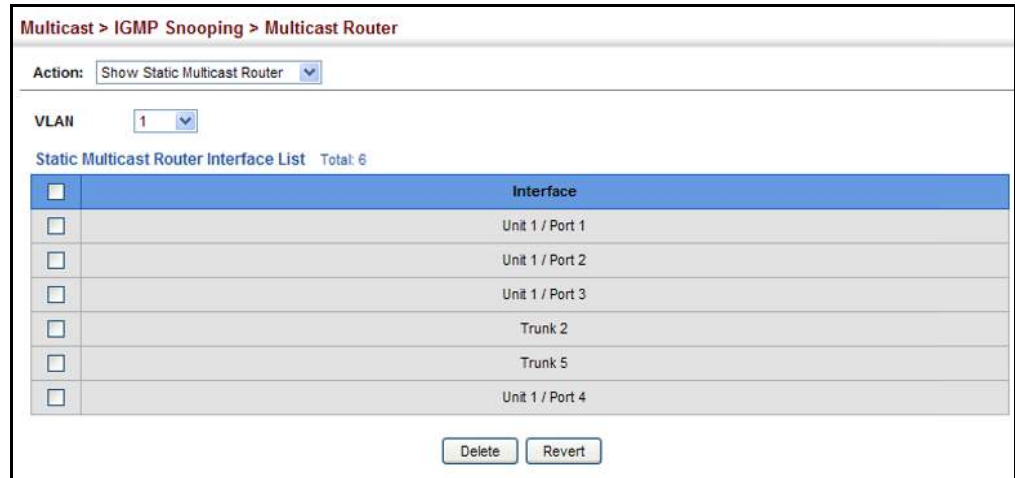 Multicast > IGMP Snooping > Multicast Router
Action: Show Static Multicast Router
VLAN 1
Static Multicast Router Interface List Total: 6
Interface
Unit 1 / Port 1
Unit 1 / Port 2
Unit 1 / Port 3
Trunk 2
Trunk 5
Unit 1 / Port 4
Delete Revert